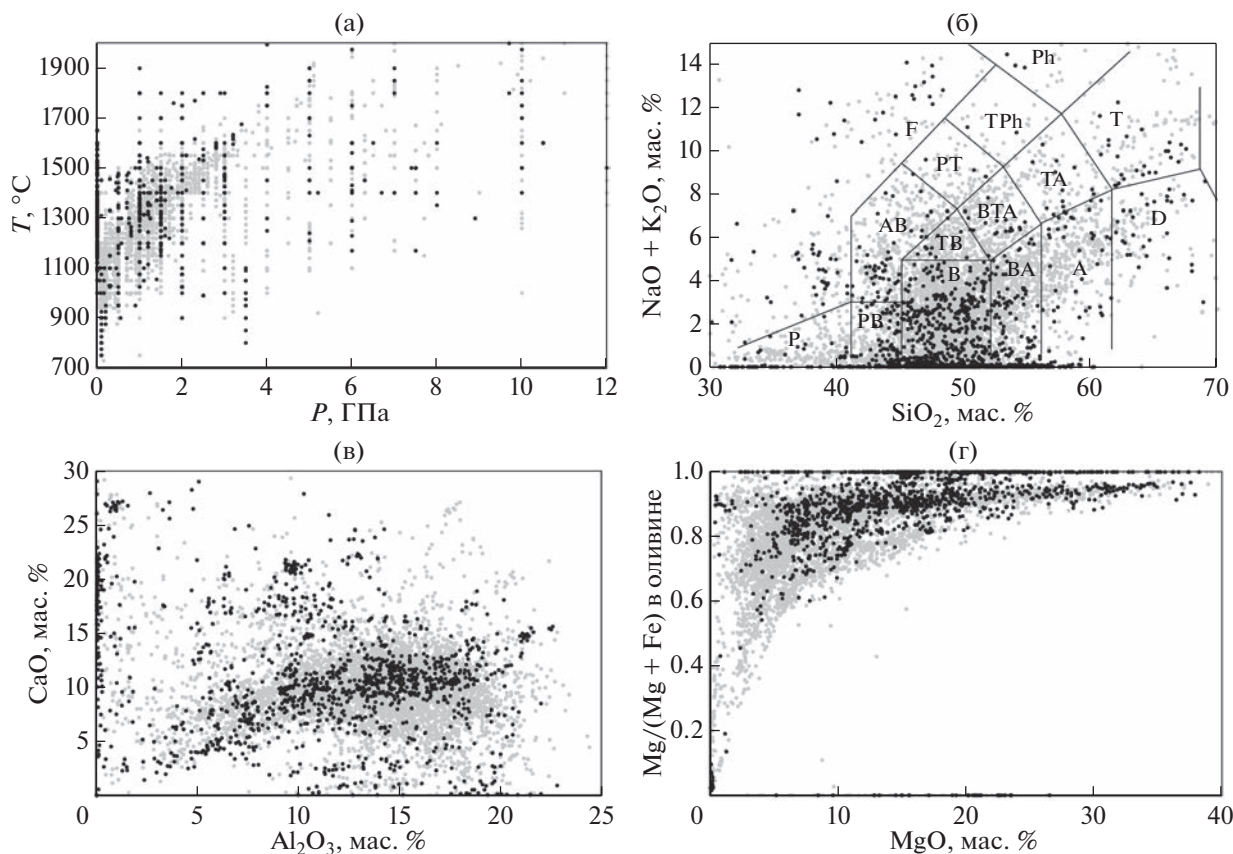 (а)
1900
1700
1500
1300
1100
900
700
T, °C
0
2
4
6
8
10
12
P, ГПа
(б)
14
12
10
8
6
4
2
0
NaO + K₂O, мас. %
Ph
F
TPh
T
PT
TA
AB
BTA
D
TB
B
BA
A
P
PB
30
40
50
60
70
SiO₂, мас. %
(в)
30
25
20
15
10
5
0
CaO, мас. %
5
10
15
20
25
Al₂O₃, мас. %
(г)
1.0
0.8
0.6
0.4
0.2
Mg/(Mg + Fe) в оливине
0
10
20
30
40
MgO, мас. %